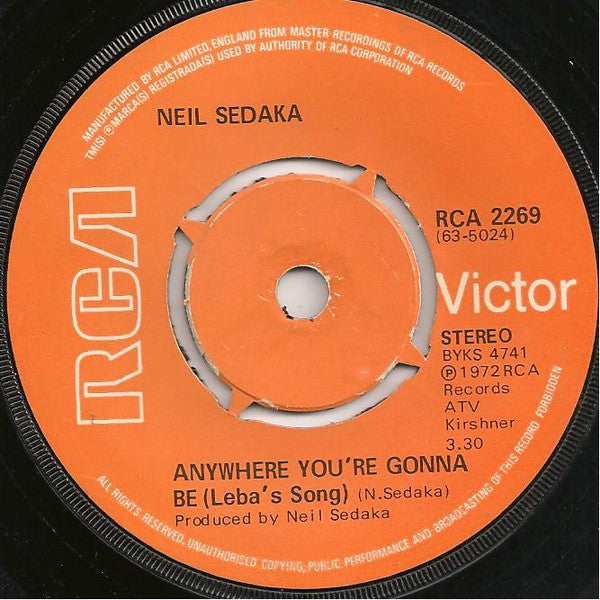 MANUFACTURED BY RCA LIMITED, ENGLAND FROM MASTER RECORDINGS OF RCA RECORDS
TM(S) ® MARCA(S) REGISTRADA(S) USED BY AUTHORITY OF RCA CORPORATION
NEIL SEDAKA
RCA
RCA 2269
(63-5024)
Victor
STEREO
BYKS 4741
Ⓟ 1972 RCA
Records
ATV
Kirshner
3.30
ANYWHERE YOU'RE GONNA
BE (Leba's Song) (N.Sedaka)
Produced by Neil Sedaka
ALL RIGHTS RESERVED, UNAUTHORISED COPYING, PUBLIC PERFORMANCE AND BROADCASTING OF THIS RECORD FORBIDDEN